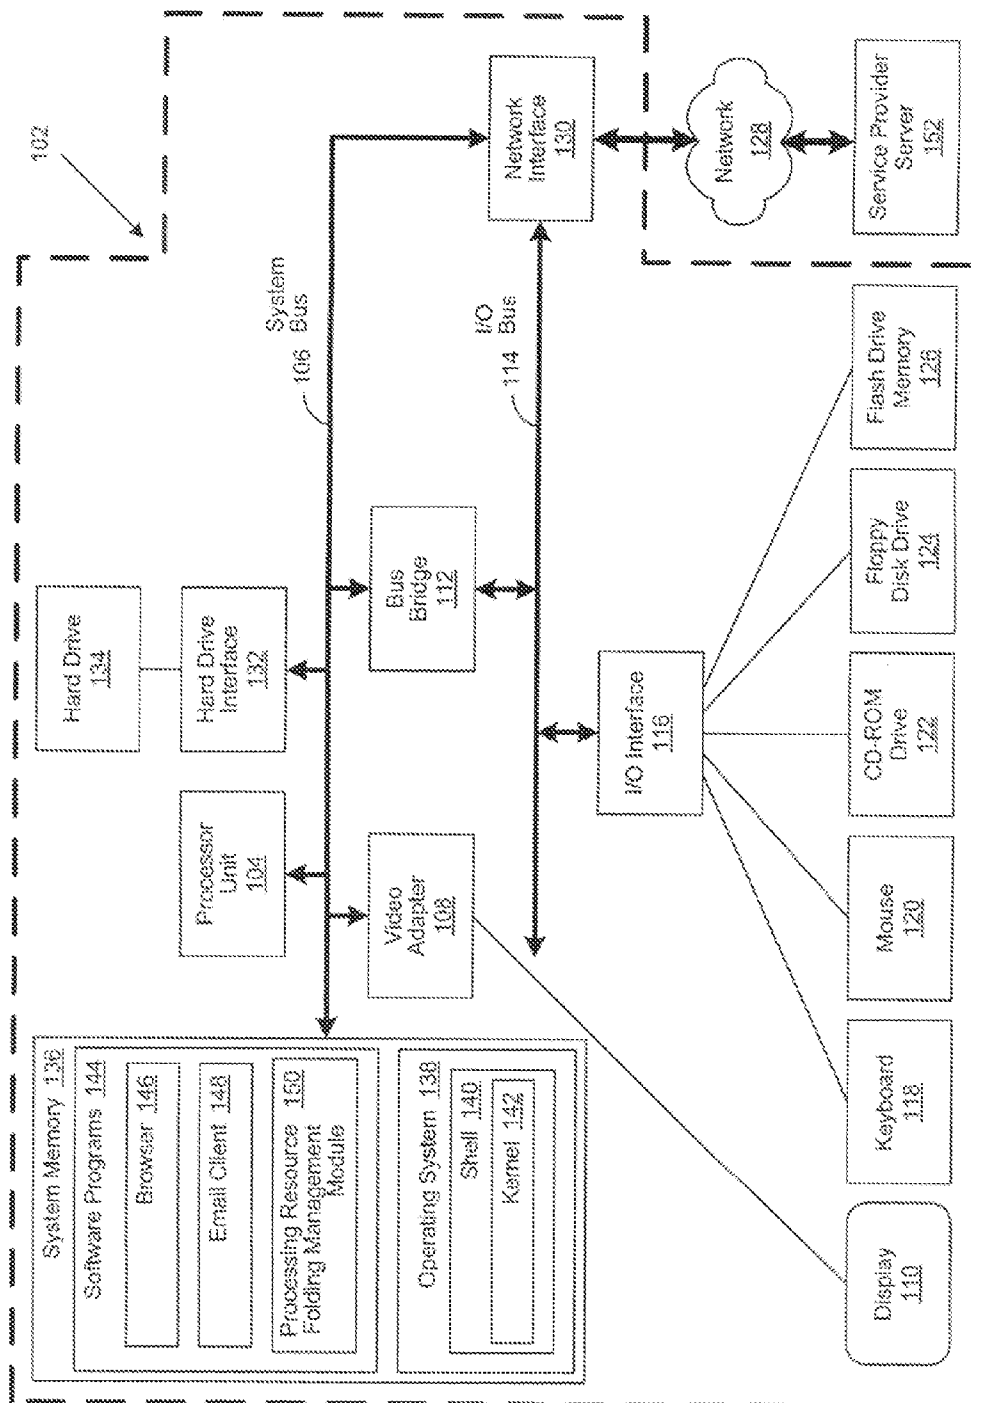 102
System Memory 136
Software Programs 144
Browser 146
Email Client 148
Processing Resource 150
Folding Management
Module
Operating System 138
Shell 140
Kernel 142
Processor
Unit
104
Hard Drive
134
Hard Drive
Interface
132
System
Bus
106
Video
Adapter
108
Bus
Bridge
112
I/O
Bus
114
Network
Interface
130
I/O Interface
116
Network
128
Display
110
Keyboard
118
Mouse
120
CD-ROM
Drive
122
Floppy
Disk Drive
124
Flash Drive
Memory
126
Service Provider
Server
152